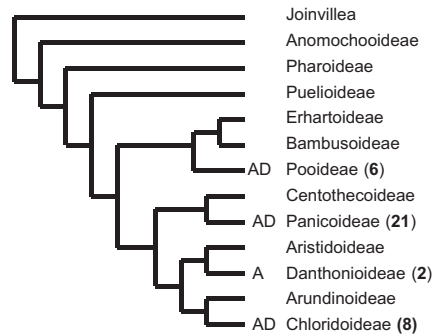 Joinvillea
Anomochooideae
Pharoideae
Puelioideae
Erhartoideae
Bambusoideae
AD Pooideae (6)
Centothecoideae
AD Panicoideae (21)
Aristidoideae
A Danthonioideae (2)
Arundinoideae
AD Chloridoideae (8)